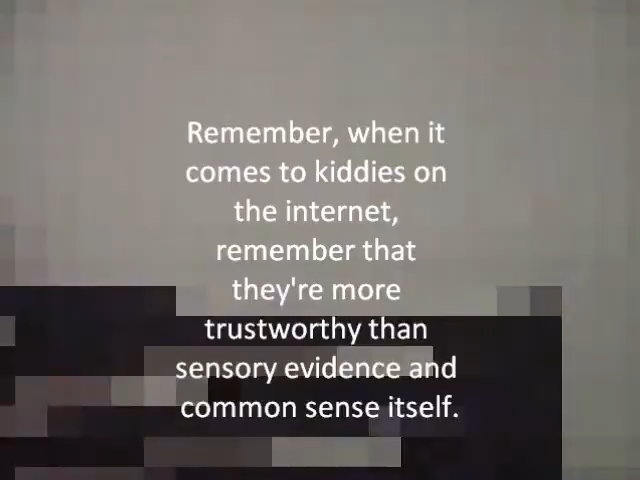 Remember, when it
comes to kiddies on
the internet,
remember that
they're more
trustworthy than
sensory evidence and
common sense itself.